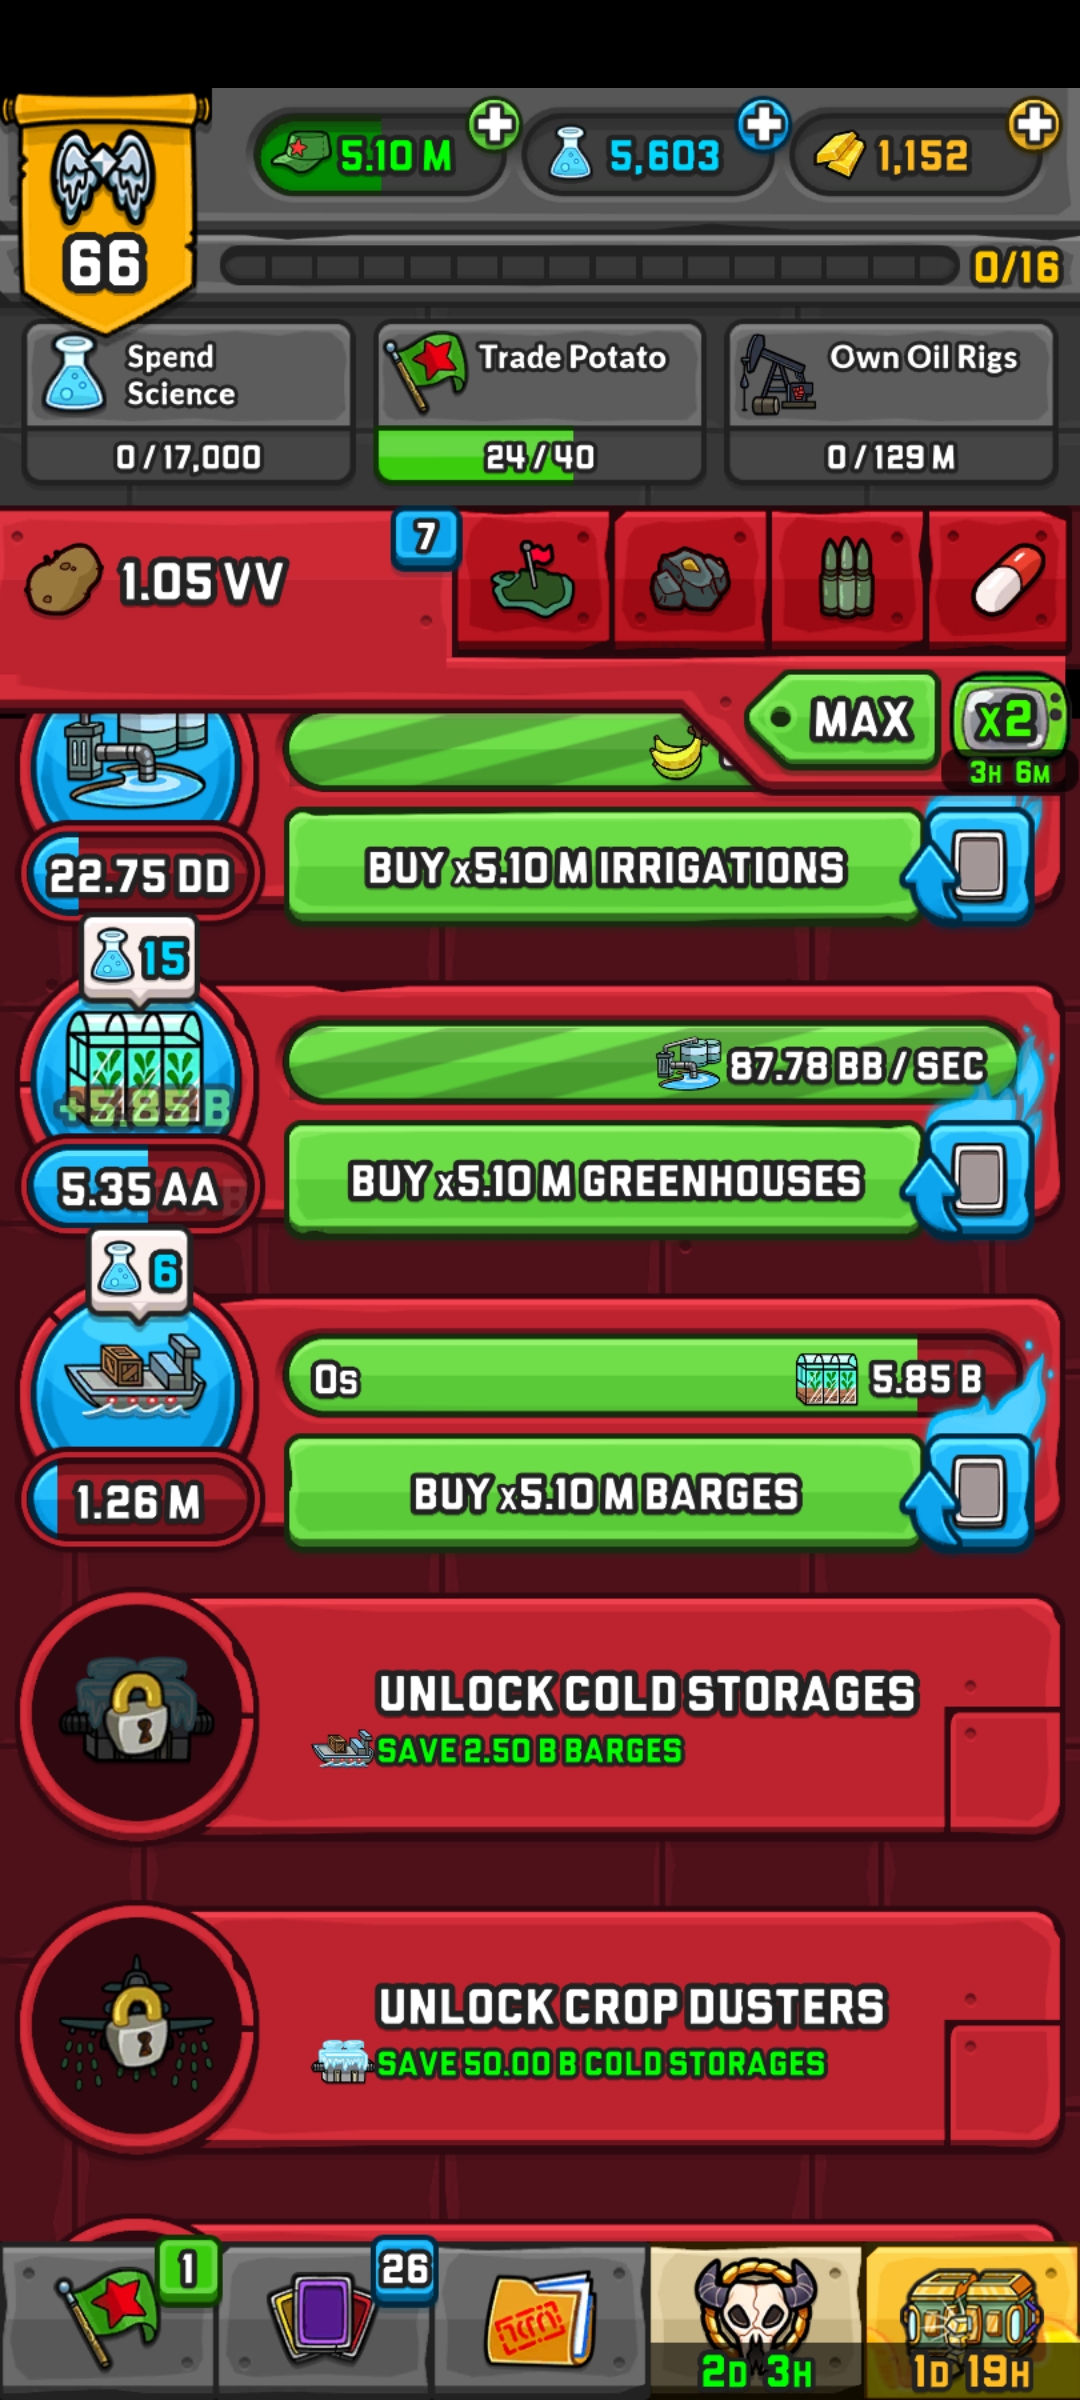 5.10 M
5,603
1,152
66
0/16
Spend
Science
0 / 17,000
Trade Potato
24 / 40
Own Oil Rigs
0 / 129 M
1.05 VV
7
MAX
x2
3H 6M
22.75 DD
BUY x5.10 M IRRIGATIONS
15
87.78 BB / SEC
+5.85 B
5.35 AA
BUY x5.10 M GREENHOUSES
6
0s
5.85 B
1.26 M
BUY x5.10 M BARGES
UNLOCK COLD STORAGES
SAVE 2.50 B BARGES
UNLOCK CROP DUSTERS
SAVE 50.00 B COLD STORAGES
1
26
2D 3H
1D 19H